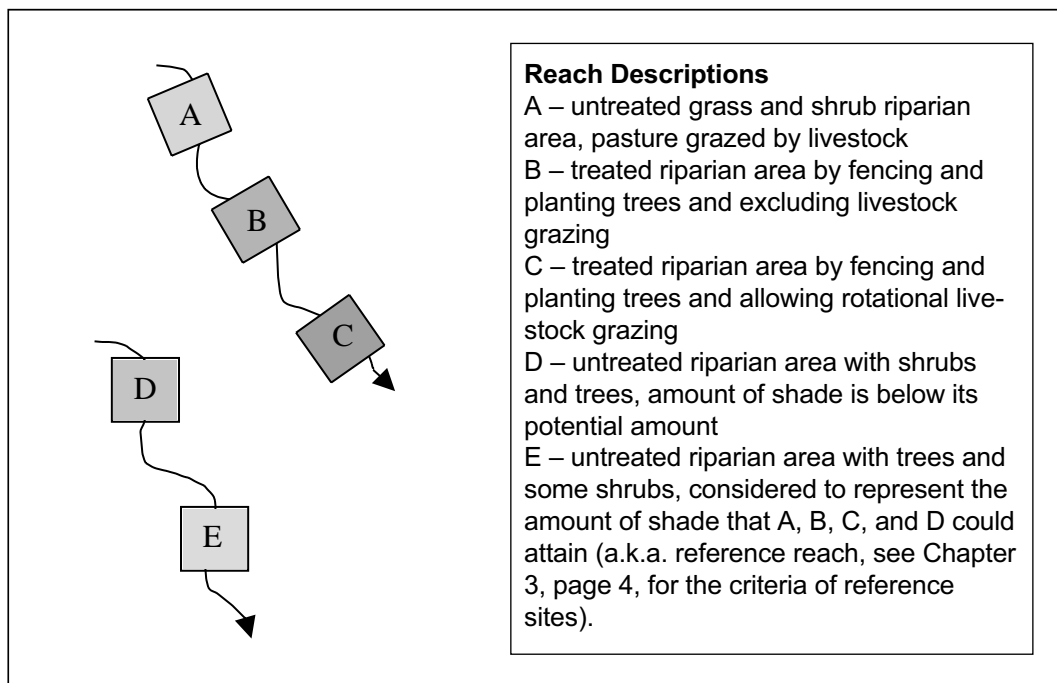 A
B
C
D
E
Reach Descriptions
A – untreated grass and shrub riparian
area, pasture grazed by livestock
B – treated riparian area by fencing and
planting trees and excluding livestock
grazing
C – treated riparian area by fencing and
planting trees and allowing rotational live-
stock grazing
D – untreated riparian area with shrubs
and trees, amount of shade is below its
potential amount
E – untreated riparian area with trees and
some shrubs, considered to represent the
amount of shade that A, B, C, and D could
attain (a.k.a. reference reach, see Chapter
3, page 4, for the criteria of reference
sites).